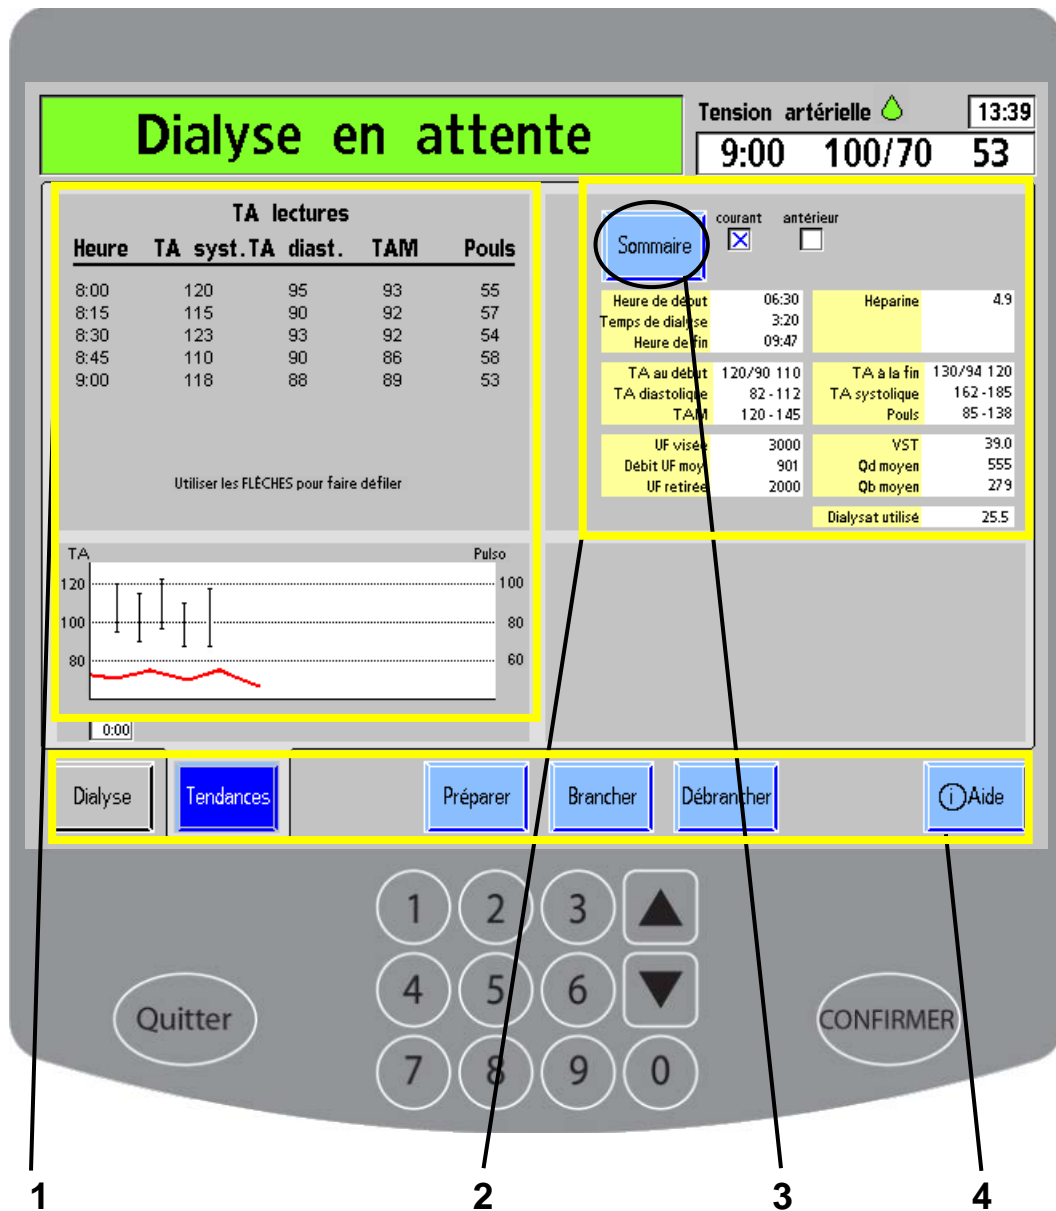 Dialyse en attente
Tension artérielle 13:39
9:00 100/70 53
TA lectures
Heure TA syst.TA diast. TAM Pouls
8:00 120 95 93 55
8:15 115 90 92 57
8:30 123 93 92 54
8:45 110 90 86 58
9:00 118 88 89 53
Utiliser les FLÈCHES pour faire défiler
TA Pulso
120 100
100 80
80 60
0:00
Sommaire courant antérieur
Heure de début 06:30 Héparine 4.9
Temps de dialyse 3:20
Heure de fin 09:47
TA au début 120/90 110 TA à la fin 130/94 120
TA diastolique 82-112 TA systolique 162-185
TAM 120-145 Pouls 85-138
UF visée 3000 VST 39.0
Débit UF moy. 901 Qd moyen 555
UF retirée 2000 Qb moyen 279
Dialysat utilisé 25.5
Dialyse Tendances Préparer Brancher Débrancher Aide
1 2 3
4 5 6
7 8 9 0
Quitter
CONFIRMER
1 2 3 4